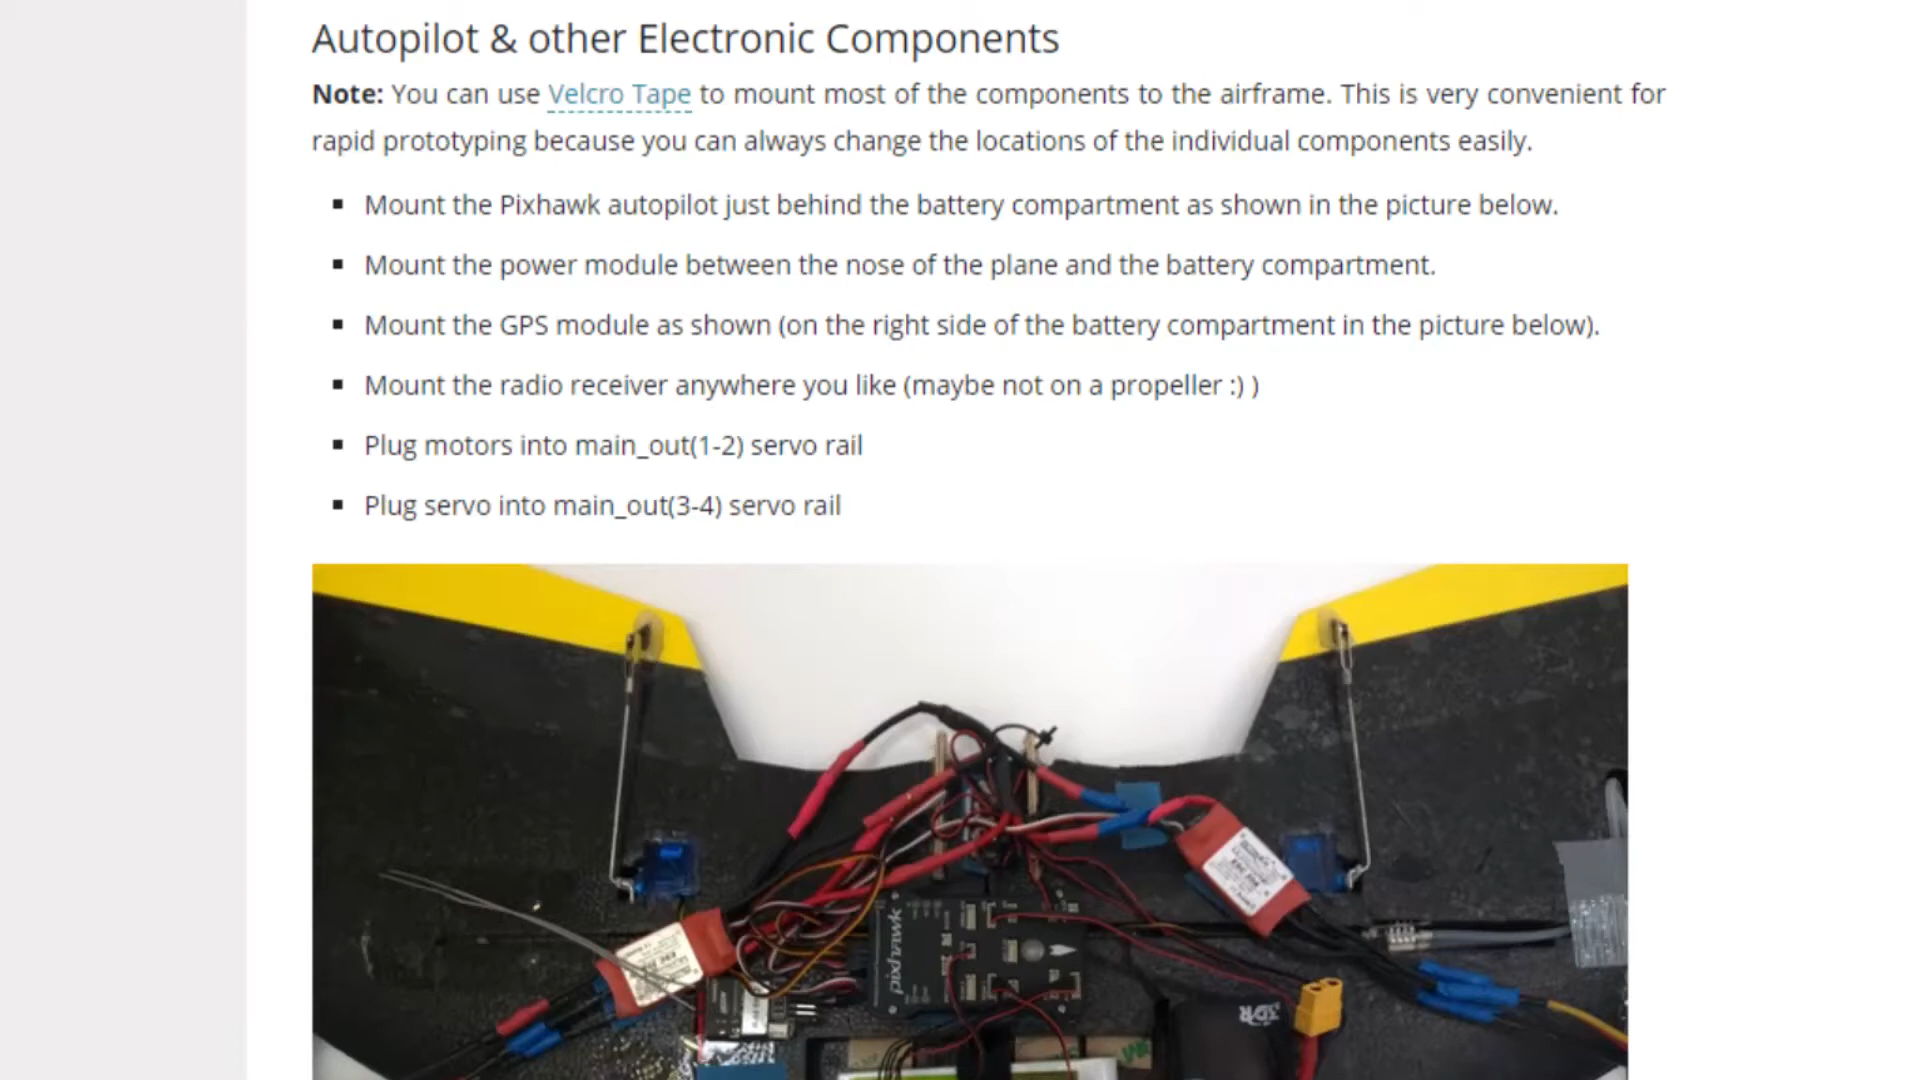 Autopilot & other Electronic Components
Note: You can use Velcro Tape to mount most of the components to the airframe. This is very convenient for
rapid prototyping because you can always change the locations of the individual components easily.
Mount the Pixhawk autopilot just behind the battery compartment as shown in the picture below.
Mount the power module between the nose of the plane and the battery compartment.
Mount the GPS module as shown (on the right side of the battery compartment in the picture below).
Mount the radio receiver anywhere you like (maybe not on a propeller :) )
Plug motors into main_out(1-2) servo rail
Plug servo into main_out(3-4) servo rail
pixhawk
3DR